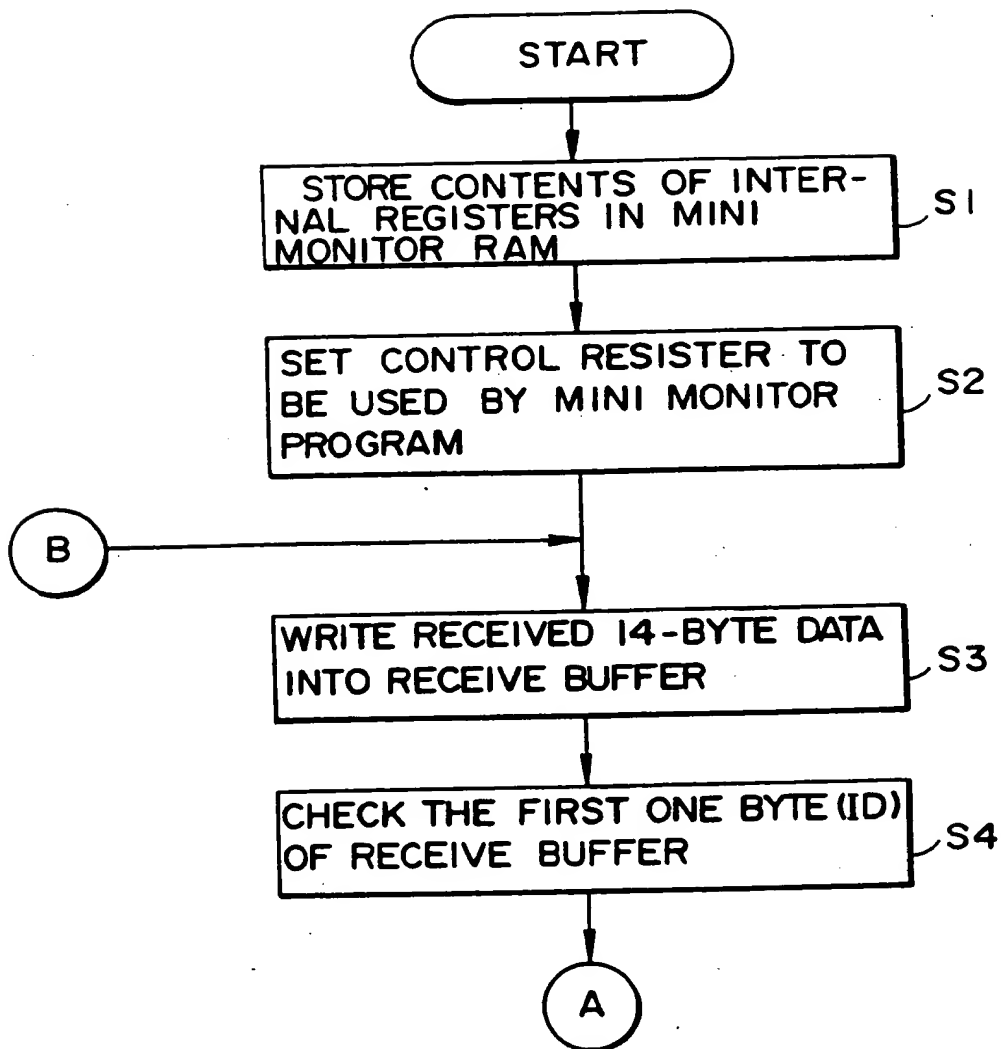 START
STORE CONTENTS OF INTER-
NAL REGISTERS IN MINI
MONITOR RAM
S1
SET CONTROL RESISTER TO
BE USED BY MINI MONITOR
PROGRAM
S2
B
WRITE RECEIVED 14-BYTE DATA
INTO RECEIVE BUFFER
S3
CHECK THE FIRST ONE BYTE (ID)
OF RECEIVE BUFFER
S4
A